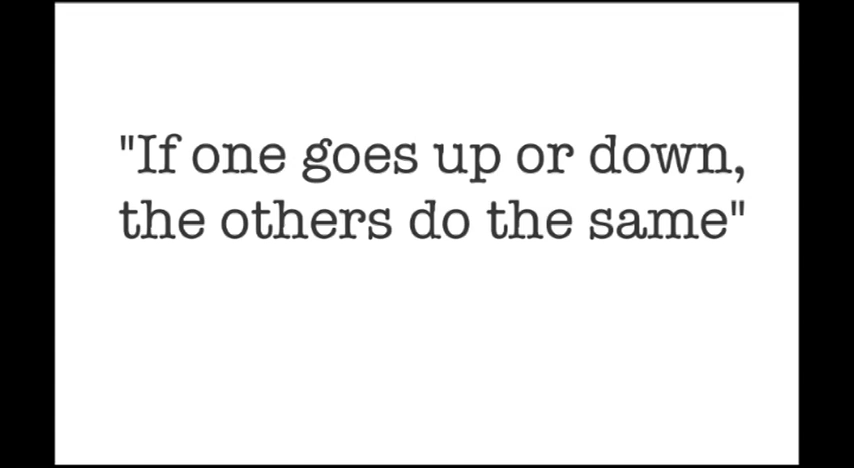 "If one goes up or down,
the others do the same"